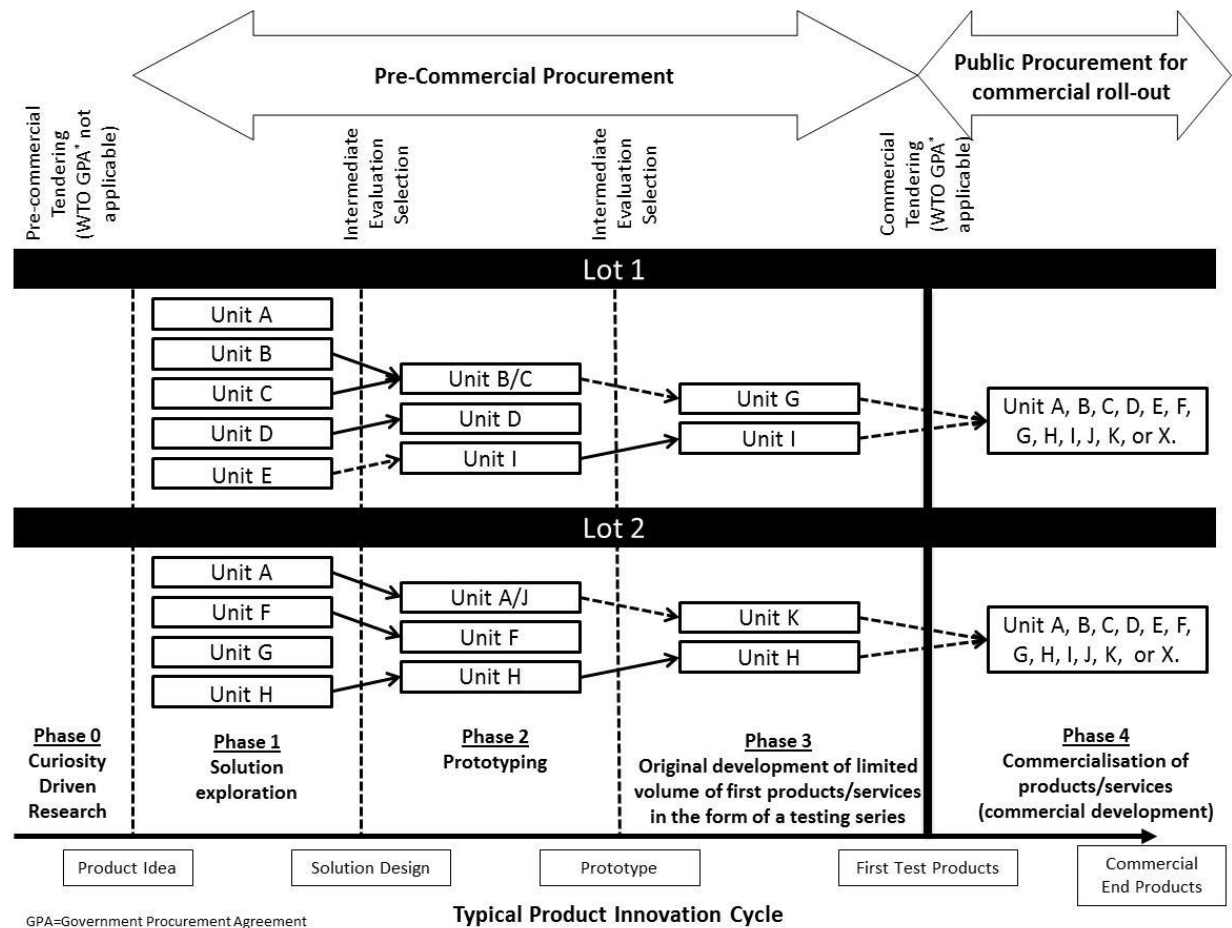 Pre-Commercial Procurement
Public Procurement for
commercial roll-out
Pre-commercial
Tendering
(WTO GPA* not
applicable)
Intermediate
Evaluation
Selection
Intermediate
Evaluation
Selection
Commercial
Tendering
(WTO GPA*
applicable)
Lot 1
Unit A
Unit B
Unit C
Unit D
Unit E
Unit B/C
Unit D
Unit I
Unit G
Unit I
Unit A, B, C, D, E, F,
G, H, I, J, K, or X.
Lot 2
Unit A
Unit F
Unit G
Unit H
Unit A/J
Unit F
Unit H
Unit K
Unit H
Unit A, B, C, D, E, F,
G, H, I, J, K, or X.
Phase 0
Curiosity
Driven
Research
Phase 1
Solution
exploration
Phase 2
Prototyping
Phase 3
Original development of limited
volume of first products/services
in the form of a testing series
Phase 4
Commercialisation of
products/services
(commercial development)
Product Idea
Solution Design
Prototype
First Test Products
Commercial
End Products
GPA=Government Procurement Agreement
Typical Product Innovation Cycle